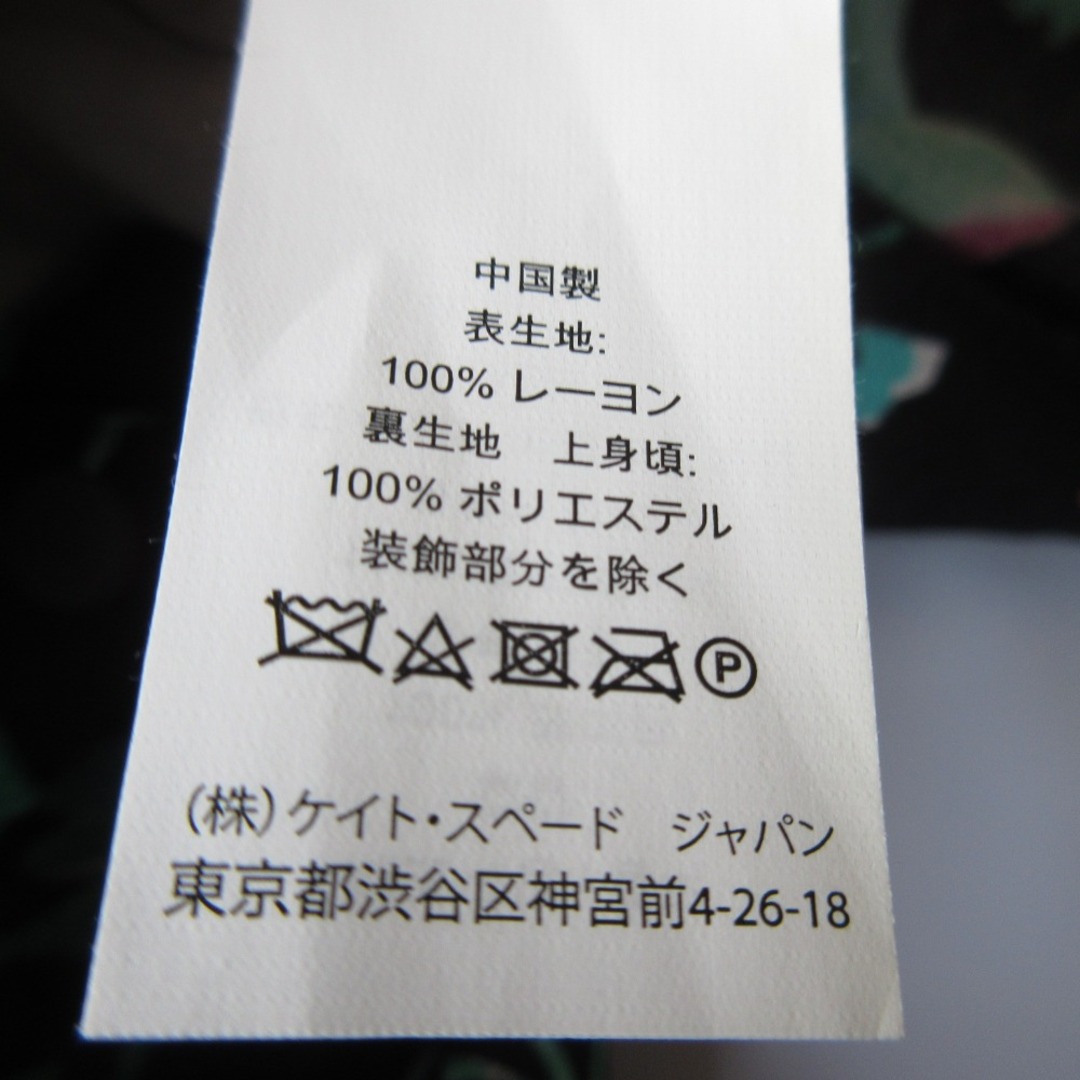 中国製
表生地:
100% レーヨン
裏生地　上身頃:
100% ポリエステル
装飾部分を除く
P
(株)ケイト・スペード　ジャパン
東京都渋谷区神宮前4-26-18